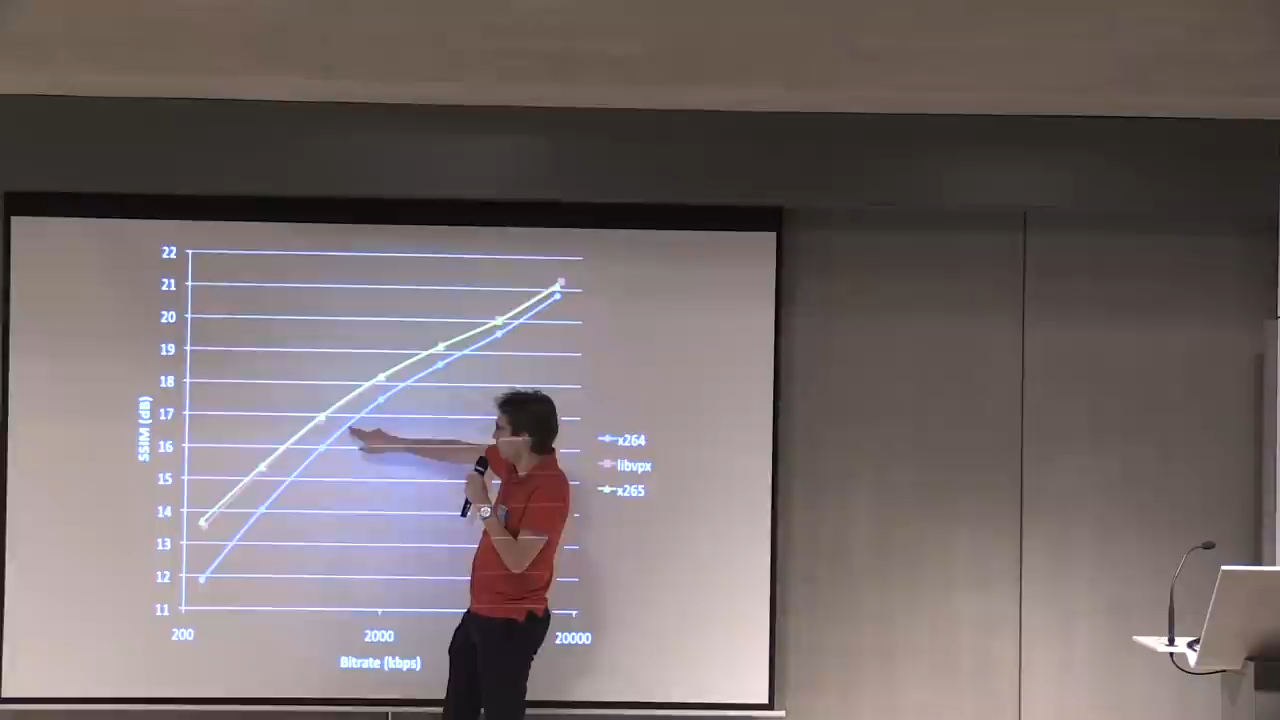 22
21
20
19
18
17
16
15
14
13
12
11
SSIM (dB)
200 2000 20000
Bitrate (kbps)
x264
libvpx
x265